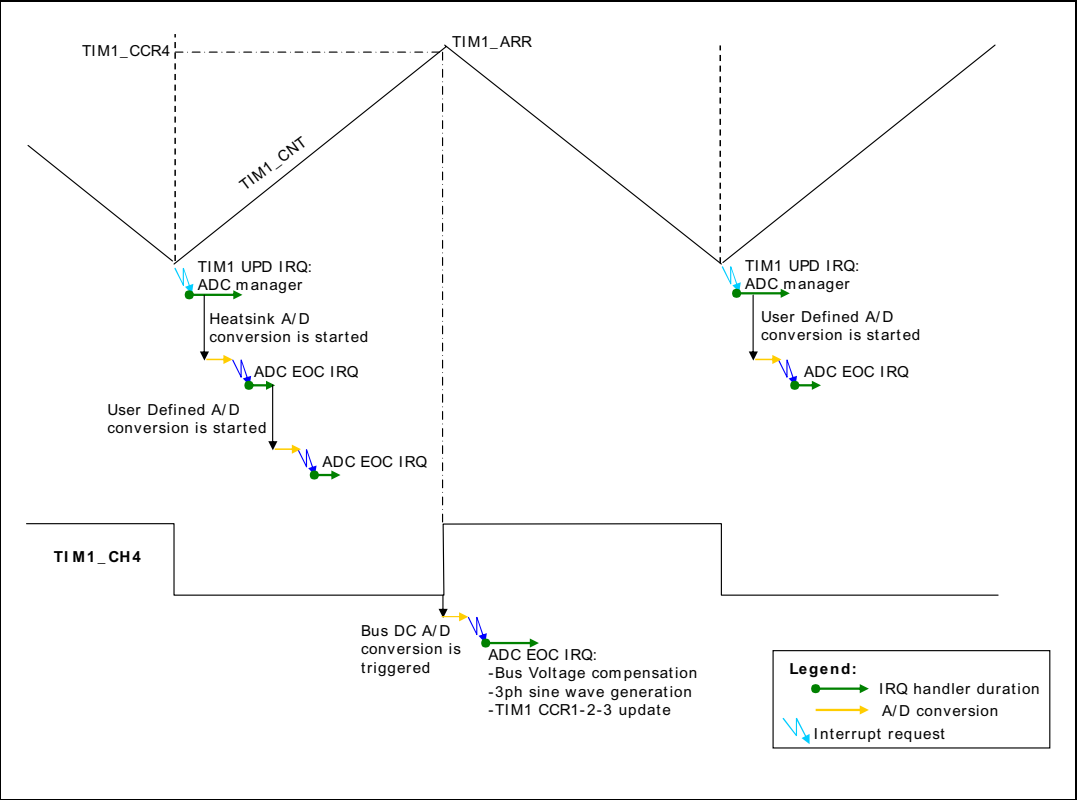 TIM1_CCR4
TIM1_ARR
TIM1_CNT
TIM1 UPD IRQ:
ADC manager
Heatsink A/D
conversion is started
ADC EOC IRQ
User Defined A/D
conversion is started
ADC EOC IRQ
TIM1 UPD IRQ:
ADC manager
User Defined A/D
conversion is started
ADC EOC IRQ
TIM1_CH4
Bus DC A/D
conversion is
triggered
ADC EOC IRQ:
-Bus Voltage compensation
-3ph sine wave generation
-TIM1 CCR1-2-3 update
Legend:
IRQ handler duration
A/D conversion
Interrupt request